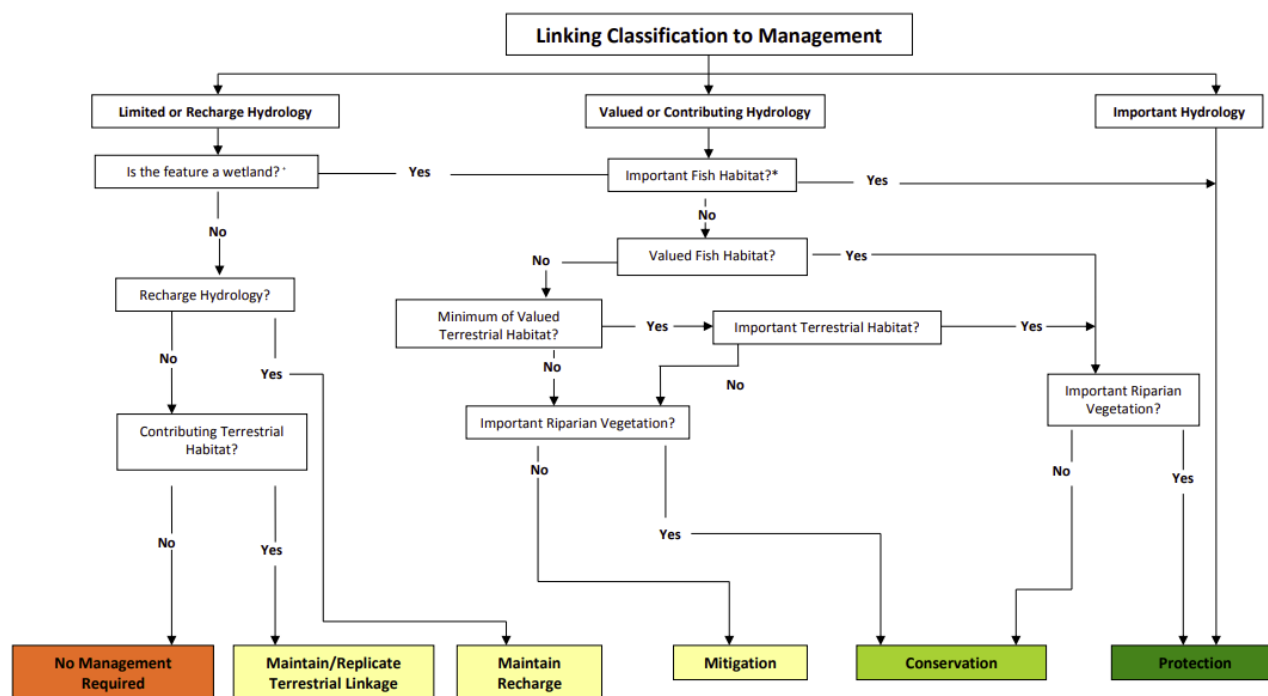 Linking Classification to Management
Limited or Recharge Hydrology
Valued or Contributing Hydrology
Important Hydrology
Is the feature a wetland?⁺
Yes
Important Fish Habitat?*
Yes
No
No
Valued Fish Habitat?
Yes
No
Recharge Hydrology?
Minimum of Valued
Terrestrial Habitat?
Yes
Important Terrestrial Habitat?
Yes
No
Yes
No
No
Important Riparian
Vegetation?
Contributing Terrestrial
Habitat?
Important Riparian Vegetation?
No
No
Yes
No
Yes
Yes
No Management
Required
Maintain/Replicate
Terrestrial Linkage
Maintain
Recharge
Mitigation
Conservation
Protection